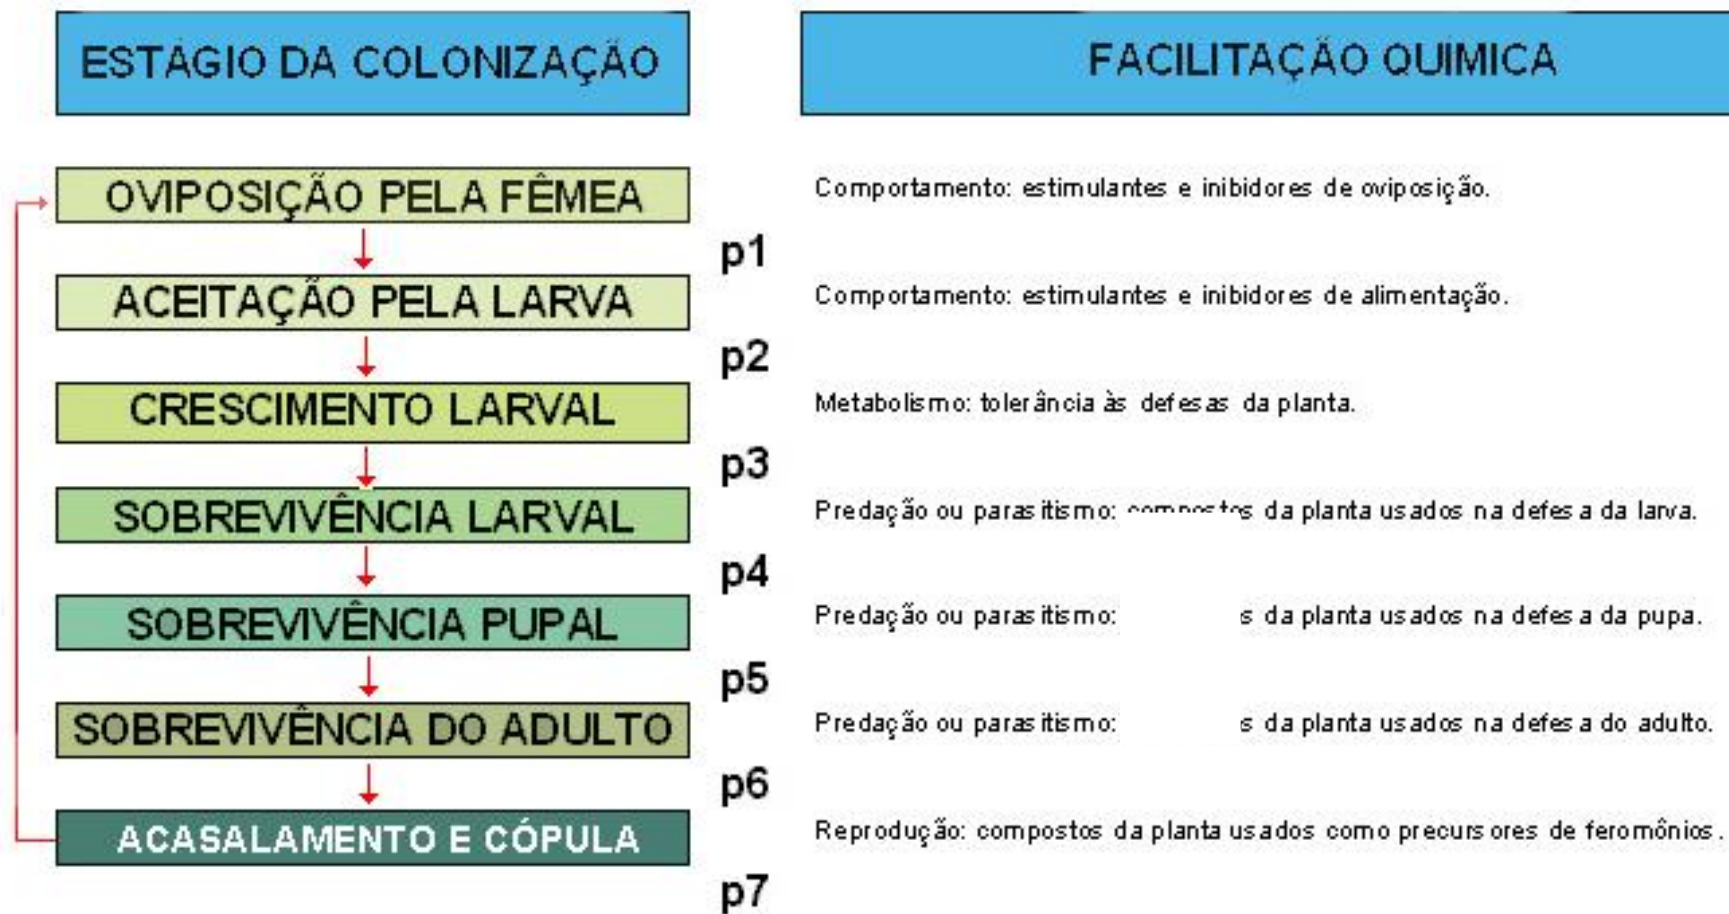 ESTÁGIO DA COLONIZAÇÃO
FACILITAÇÃO QUÍMICA
OVIPOSIÇÃO PELA FÊMEA
Comportamento: estimulantes e inibidores de oviposição.
p1
ACEITAÇÃO PELA LARVA
Comportamento: estimulantes e inibidores de alimentação.
p2
CRESCIMENTO LARVAL
Metabolismo: tolerância às defesas da planta.
p3
SOBREVIVÊNCIA LARVAL
Predação ou parasitismo: da planta usados na defesa da larva.
p4
SOBREVIVÊNCIA PUPAL
Predação ou parasitismo: s da planta usados na defesa da pupa.
p5
SOBREVIVÊNCIA DO ADULTO
Predação ou parasitismo: s da planta usados na defesa do adulto.
p6
ACASALAMENTO E CÓPULA
Reprodução: compostos da planta usados como precursores de feromônios.
p7